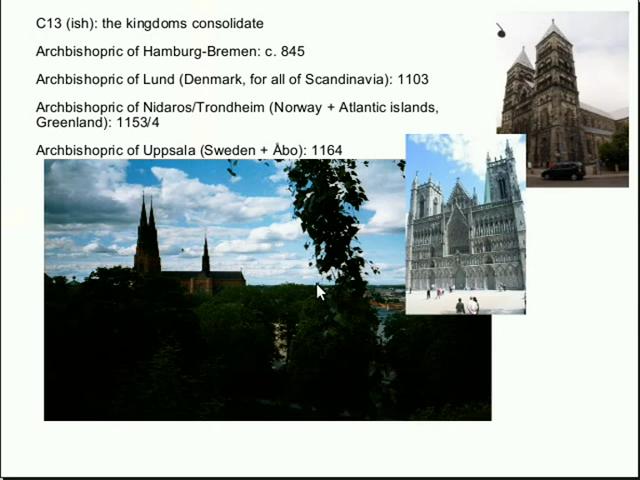 C13 (ish): the kingdoms consolidate
Archbishopric of Hamburg-Bremen: c. 845
Archbishopric of Lund (Denmark, for all of Scandinavia): 1103
Archbishopric of Nidaros/Trondheim (Norway + Atlantic islands,
Greenland): 1153/4
Archbishopric of Uppsala (Sweden + Åbo): 1164